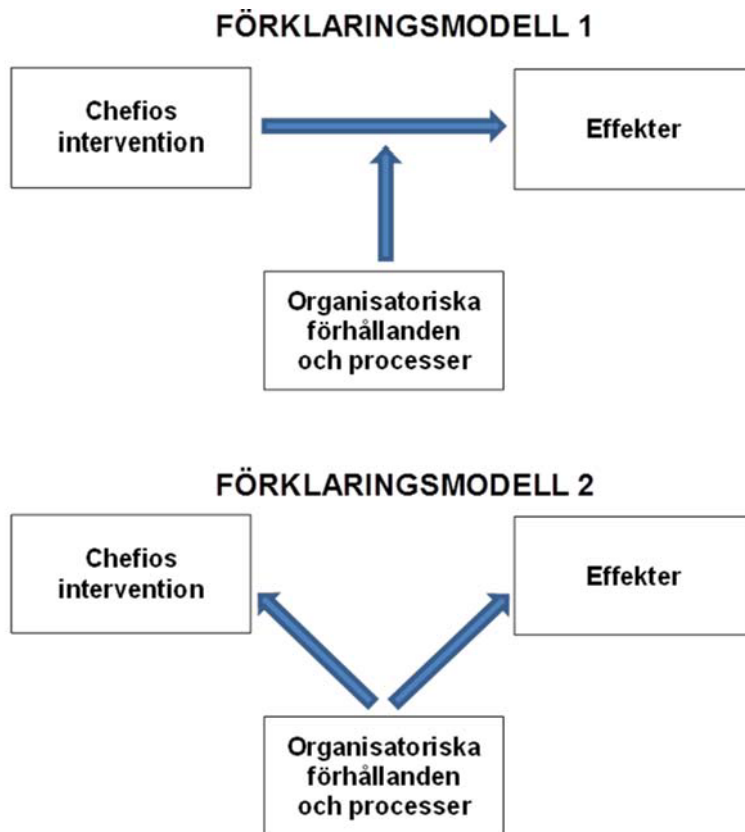 FÖRKLARINGSMODELL 1
Chefios
intervention
Effekter
Organisatoriska
förhållanden
och processer
FÖRKLARINGSMODELL 2
Chefios
intervention
Effekter
Organisatoriska
förhållanden
och processer